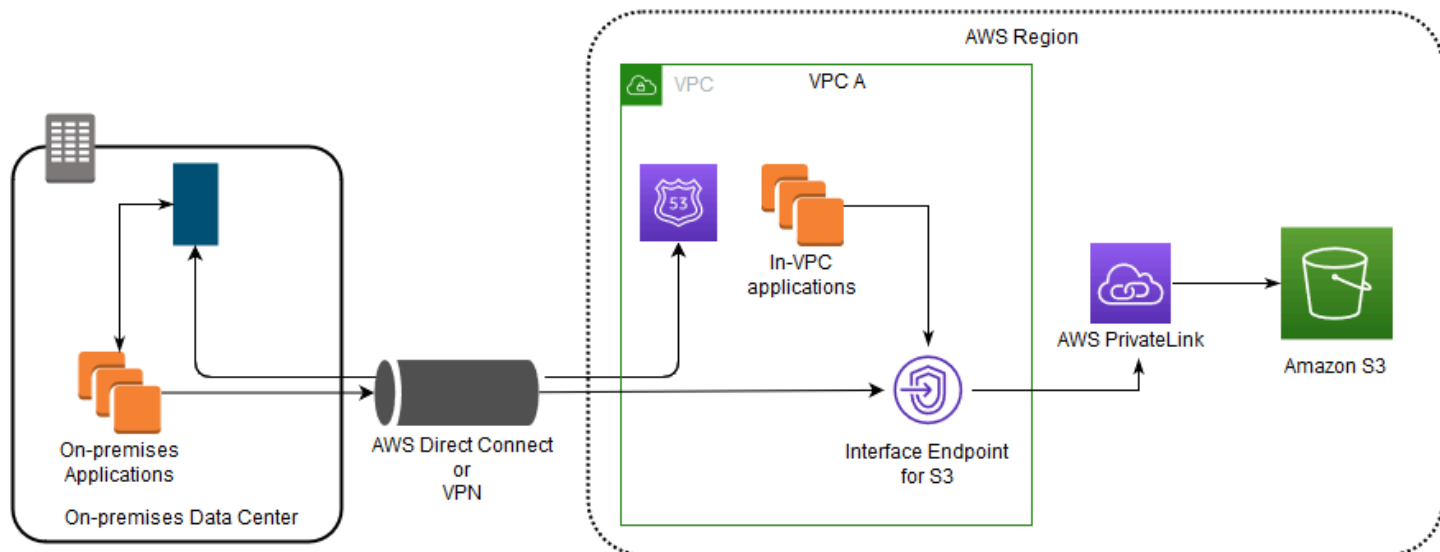 AWS Region
VPC
VPC A
53
In-VPC
applications
AWS PrivateLink
Amazon S3
On-premises
Applications
AWS Direct Connect
or
VPN
Interface Endpoint
for S3
On-premises Data Center